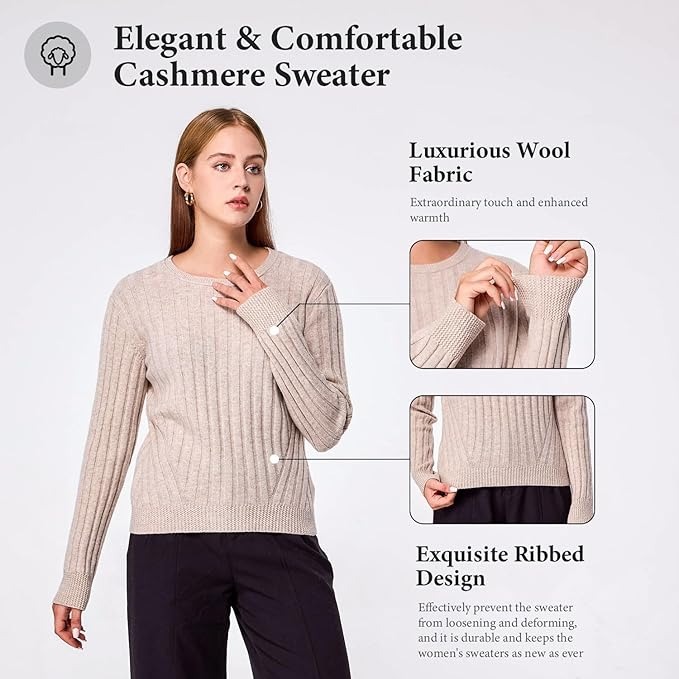 Elegant & Comfortable
Cashmere Sweater
Luxurious Wool
Fabric
Extraordinary touch and enhanced
warmth
Exquisite Ribbed
Design
Effectively prevent the sweater
from loosening and deforming,
and it is durable and keeps the
women's sweaters as new as ever